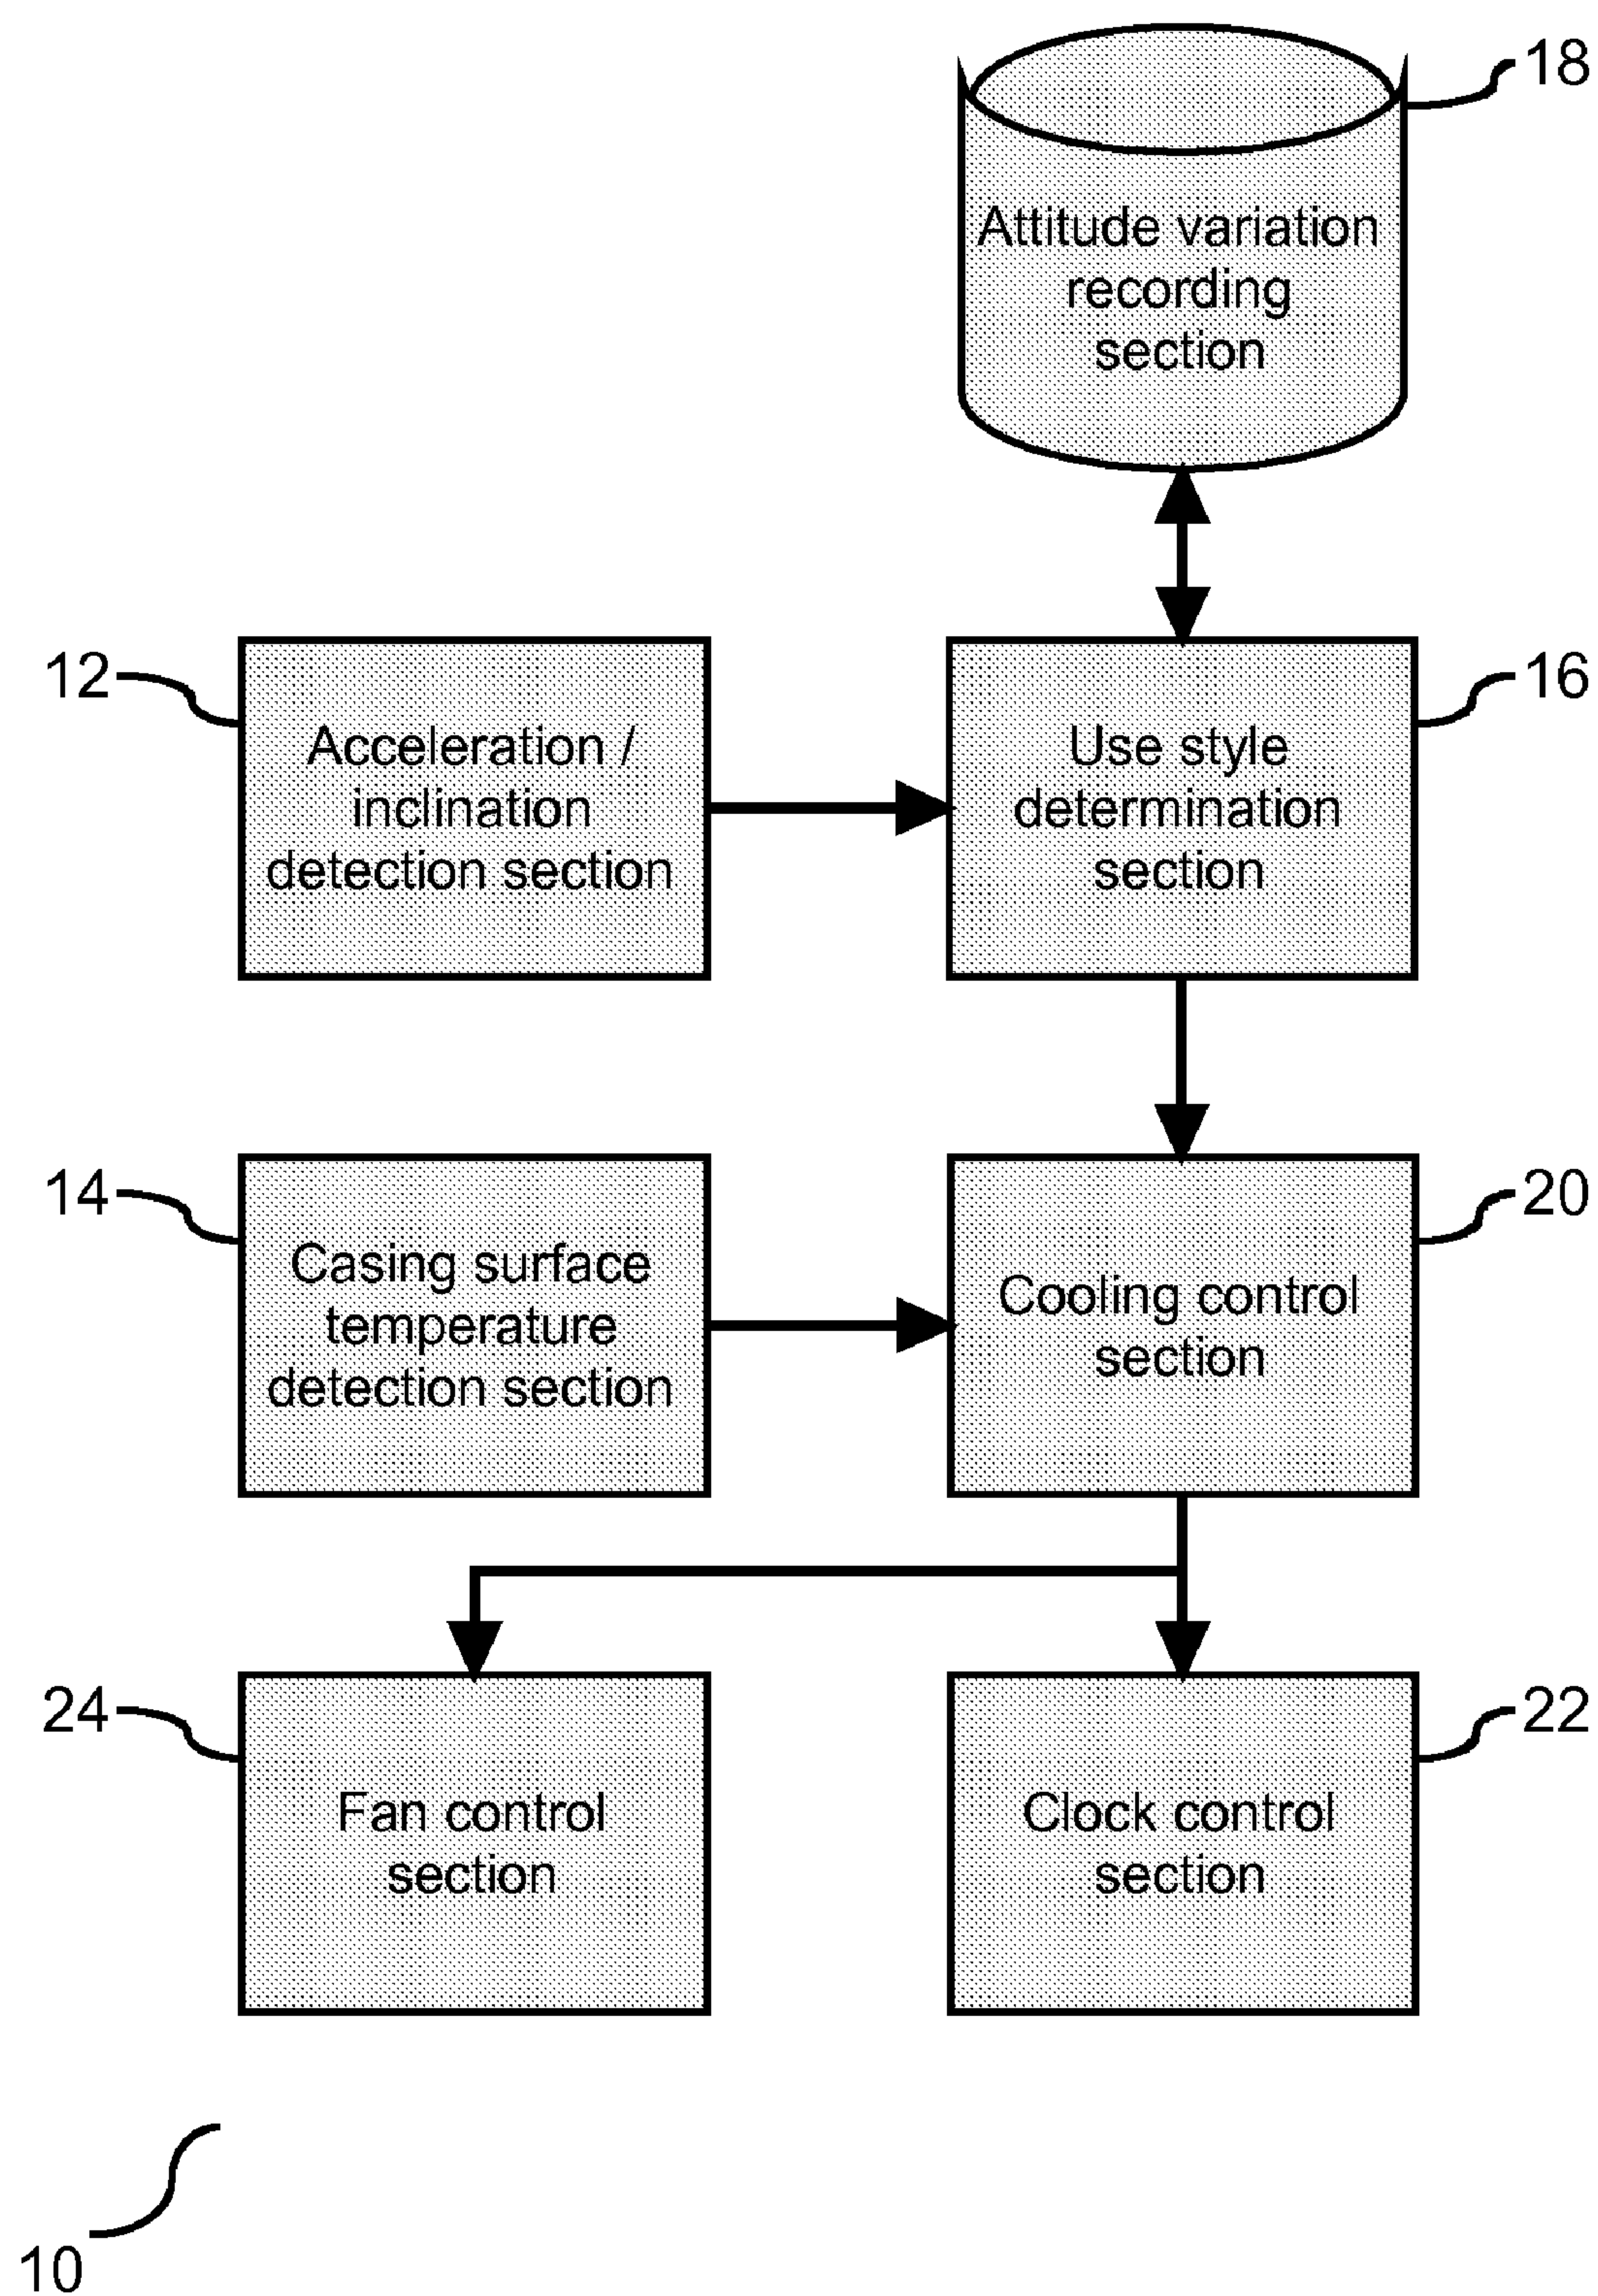 18
Attitude variation
recording
section
12
Acceleration /
inclination
detection section
16
Use style
determination
section
14
Casing surface
temperature
detection section
20
Cooling control
section
24
Fan control
section
22
Clock control
section
10